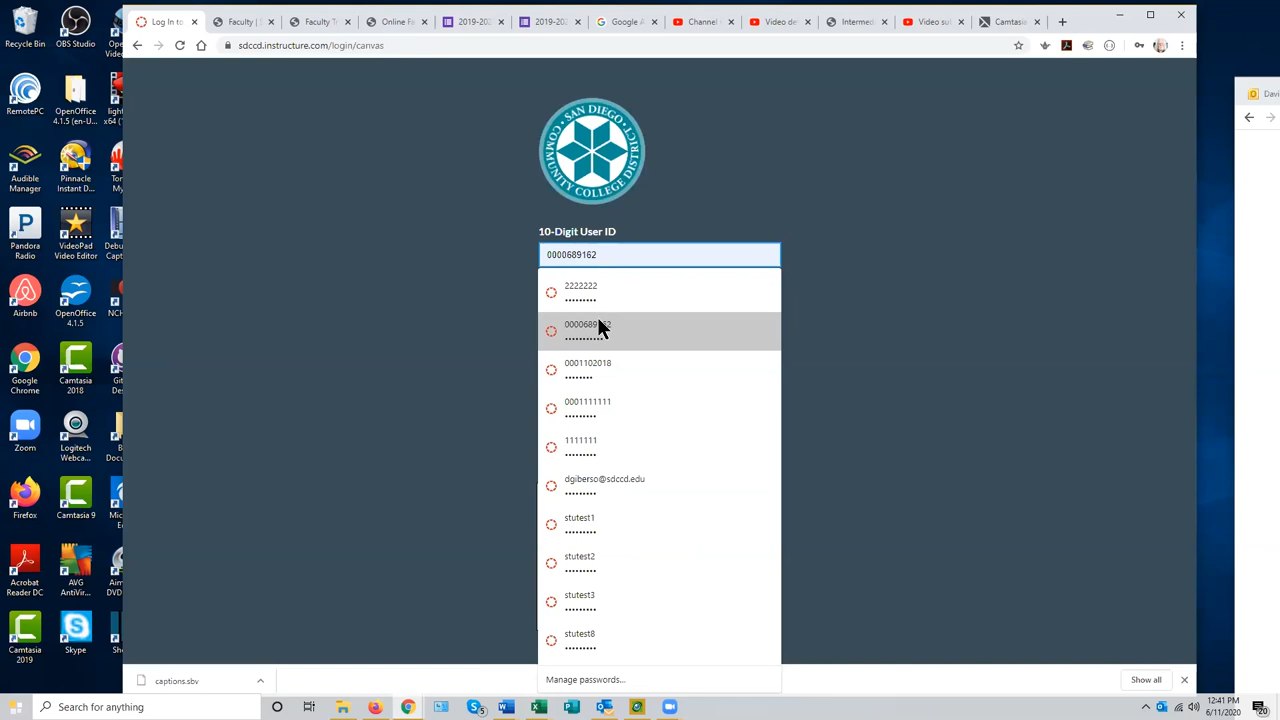 Log In to
Faculty | S
Faculty Te
Online Fa
2019-202
2019-202
Google A
Channel
Video de
Intermed
Video sut
Camtasia
sdccd.instructure.com/login/canvas
Recycle Bin
OBS Studio
RemotePC
OpenOffice 4.1.5 (en-U...
Audible Manager
Pinnacle Instant D...
Pandora Radio
VideoPad Video Editor
Airbnb
OpenOffice 4.1.5
Google Chrome
Camtasia 2018
Zoom
Logitech Webca...
Firefox
Camtasia 9
Acrobat Reader DC
AVG AntiVir...
Camtasia 2019
Skype
SAN DIEGO
COMMUNITY COLLEGE DISTRICT
10-Digit User ID
0000689162
2222222
•••••••••
0000689162
•••••••••••
0001102018
••••••••
0001111111
•••••••••
1111111
•••••••••
dgiberso@sdccd.edu
•••••••••
stutest1
•••••••••
stutest2
•••••••••
stutest3
•••••••••
stutest8
•••••••••
Manage passwords...
captions.sbv
Show all
Search for anything
12:41 PM
6/11/2020